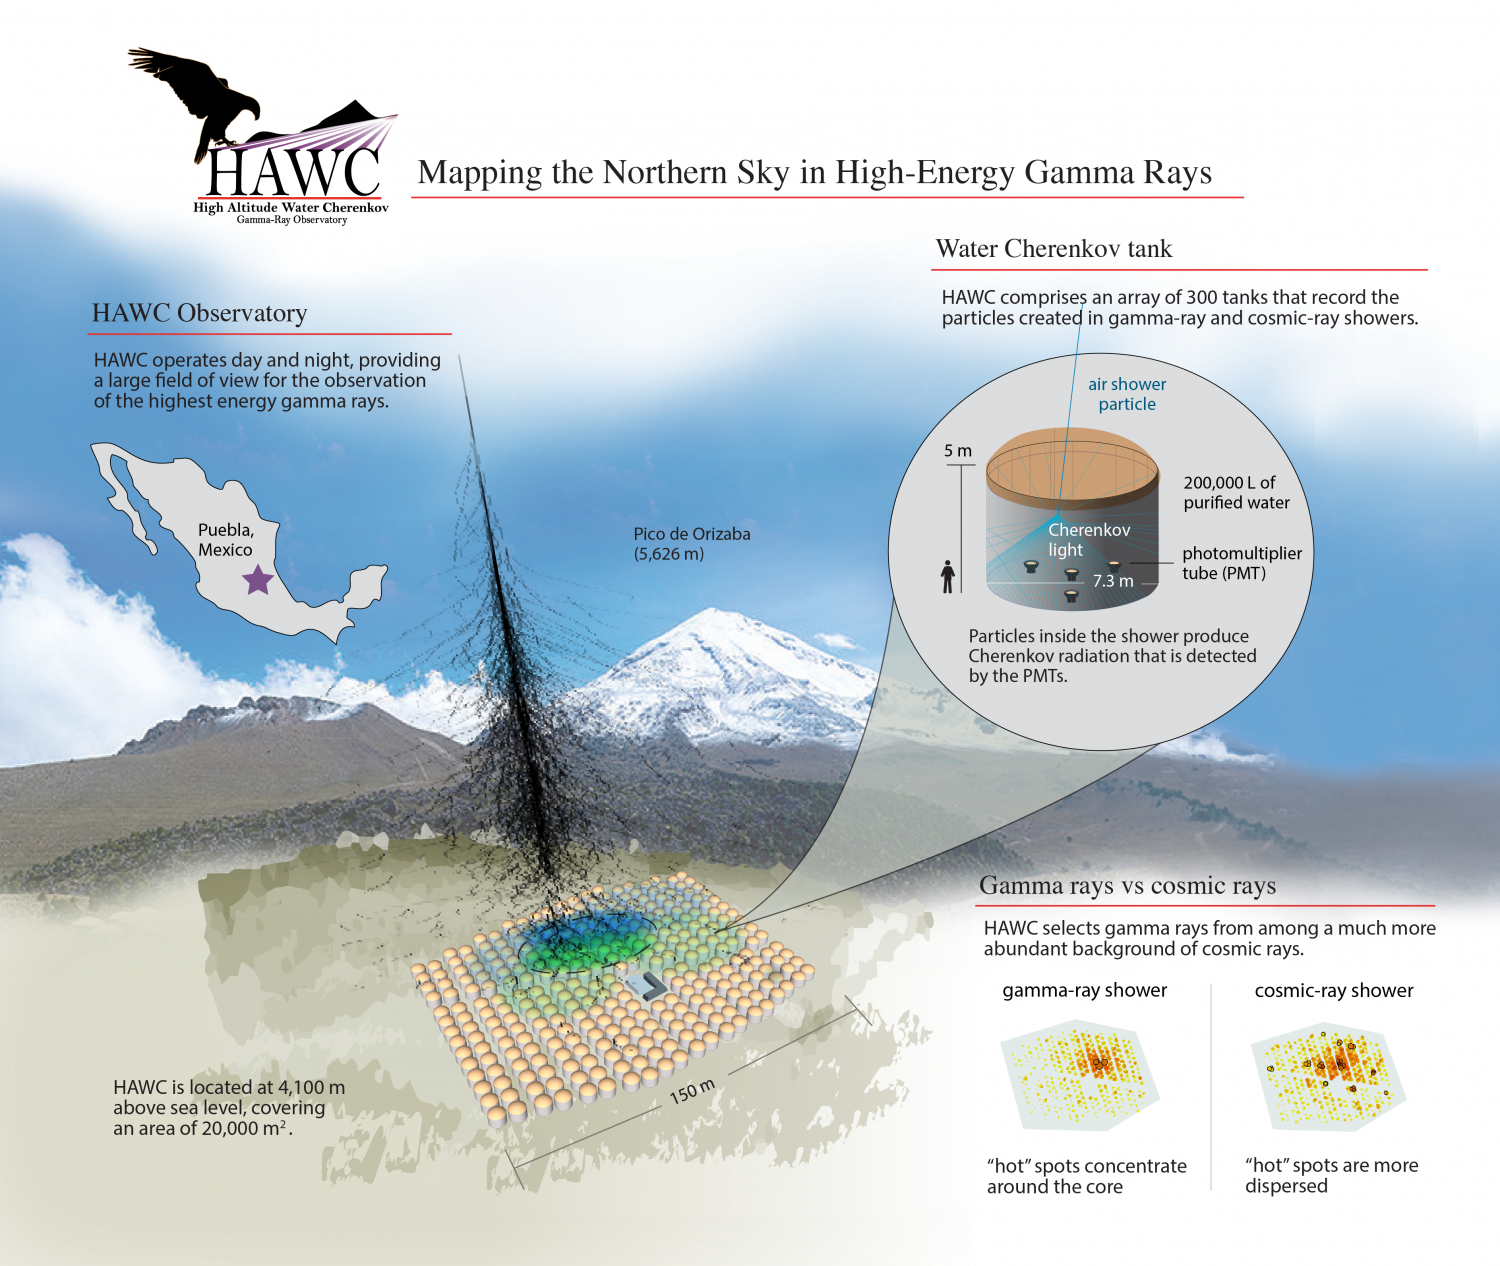 HAWC
High Altitude Water Cherenkov
Gamma-Ray Observatory
Mapping the Northern Sky in High-Energy Gamma Rays
HAWC Observatory
HAWC operates day and night, providing
a large field of view for the observation
of the highest energy gamma rays.
Puebla,
Mexico
Pico de Orizaba
(5,626 m)
Water Cherenkov tank
HAWC comprises an array of 300 tanks that record the
particles created in gamma-ray and cosmic-ray showers.
air shower
particle
5 m
200,000 L of
purified water
Cherenkov
light
photomultiplier
tube (PMT)
7.3 m
Particles inside the shower produce
Cherenkov radiation that is detected
by the PMTs.
HAWC is located at 4,100 m
above sea level, covering
an area of 20,000 m².
150 m
Gamma rays vs cosmic rays
HAWC selects gamma rays from among a much more
abundant background of cosmic rays.
gamma-ray shower
"hot" spots concentrate
around the core
cosmic-ray shower
"hot" spots are more
dispersed